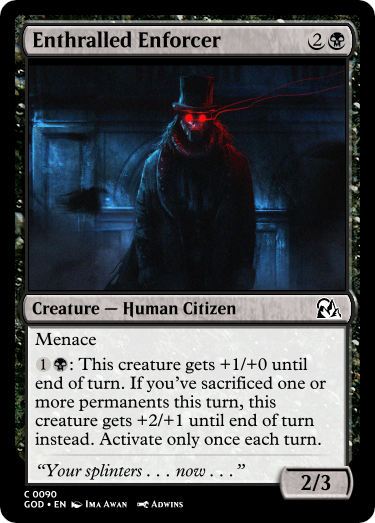 Enthralled Enforcer 2
Creature — Human Citizen
Menace
1 : This creature gets +1/+0 until
end of turn. If you've sacrificed one or
more permanents this turn, this
creature gets +2/+1 until end of turn
instead. Activate only once each turn.
“Your splinters . . . now . . .”
2/3
C 0090
GOD • EN Ima Awan Adwins